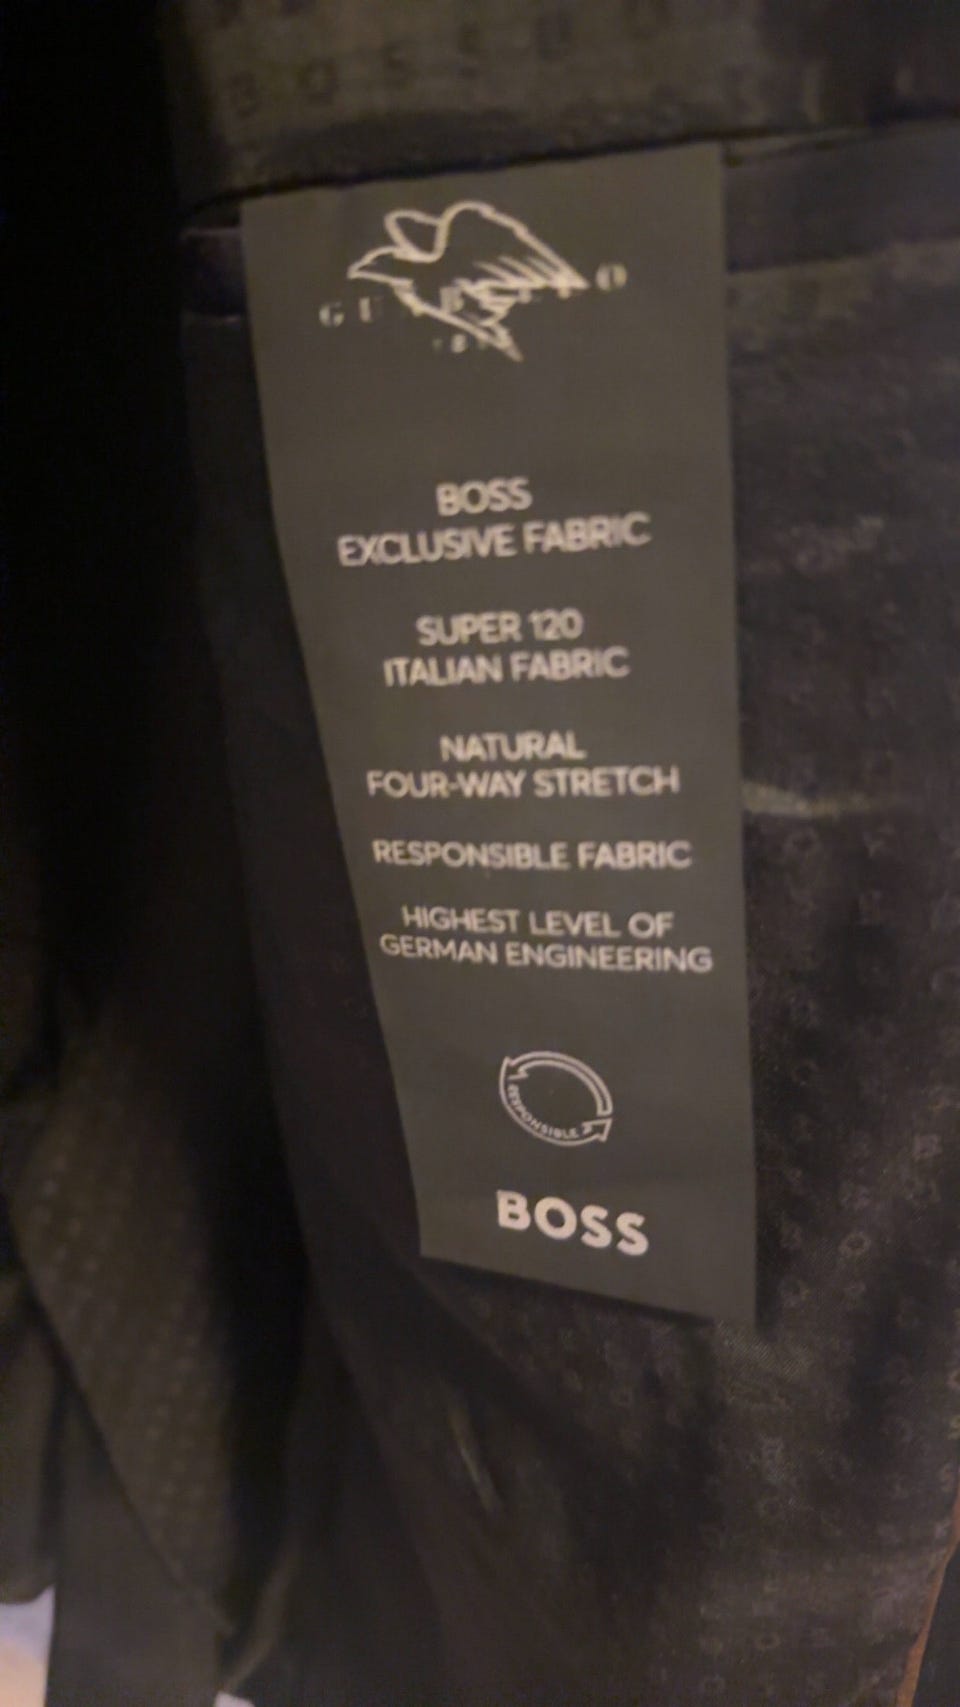 BOSS
EXCLUSIVE FABRIC
SUPER 120
ITALIAN FABRIC
NATURAL
FOUR-WAY STRETCH
RESPONSIBLE FABRIC
HIGHEST LEVEL OF
GERMAN ENGINEERING
RESPONSIBLE
BOSS